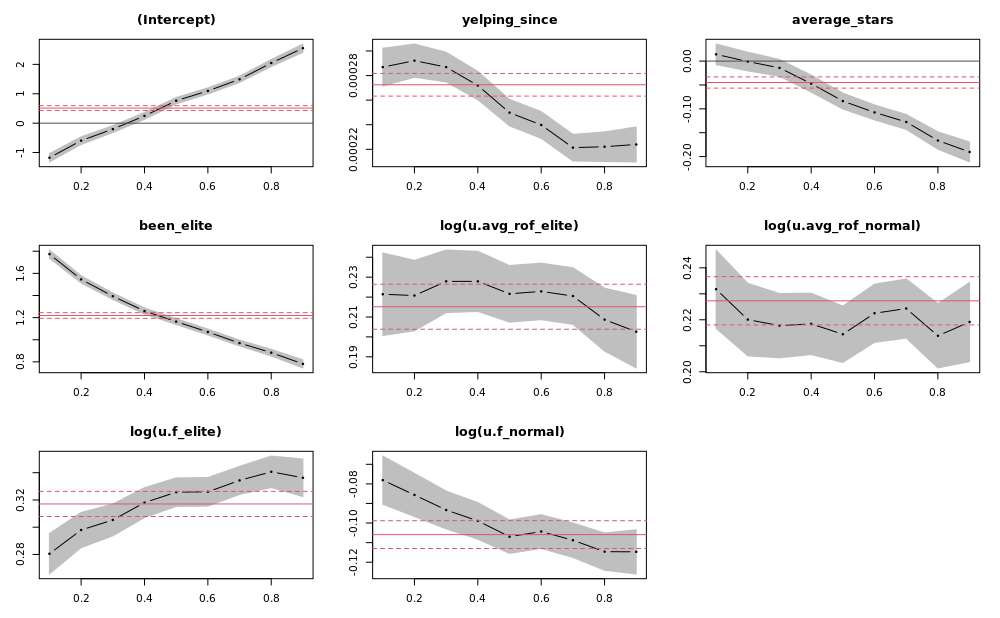 (Intercept)
2
1
0
-1
0.2 0.4 0.6 0.8
yelping_since
0.00028
0.00022
0.2 0.4 0.6 0.8
average_stars
0.00
-0.10
-0.20
0.2 0.4 0.6 0.8
been_elite
1.6
1.2
0.8
0.2 0.4 0.6 0.8
log(u.avg_rof_elite)
0.23
0.21
0.19
0.2 0.4 0.6 0.8
log(u.avg_rof_normal)
0.24
0.22
0.20
0.2 0.4 0.6 0.8
log(u.f_elite)
0.32
0.28
0.2 0.4 0.6 0.8
log(u.f_normal)
-0.08
-0.10
-0.12
0.2 0.4 0.6 0.8